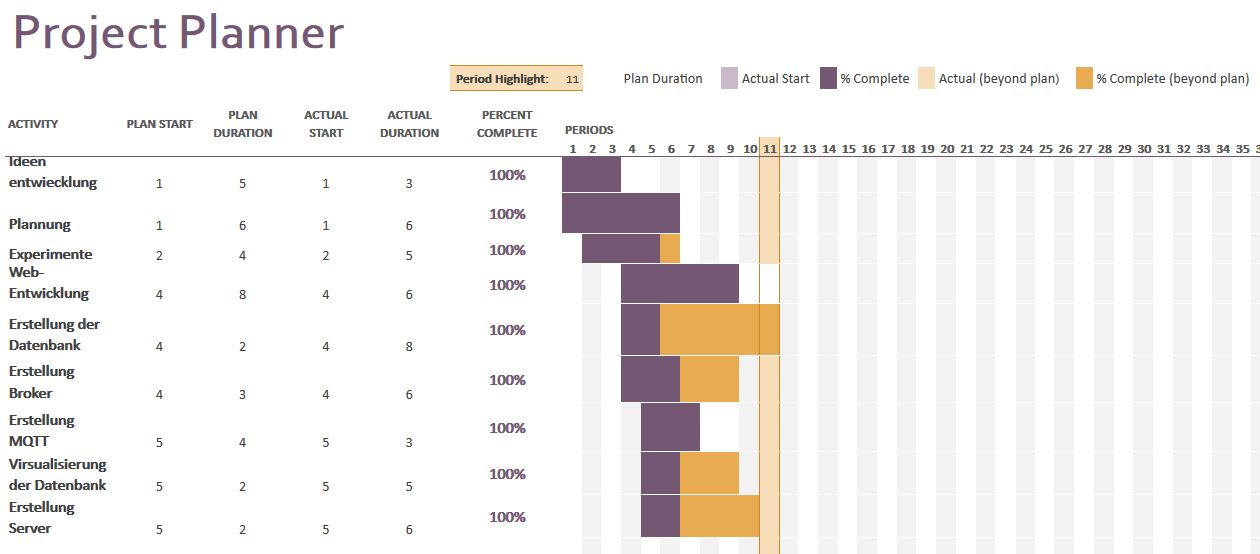 Project Planner
Period Highlight: 11 Plan Duration Actual Start % Complete Actual (beyond plan) % Complete (beyond plan)
ACTIVITY PLAN START PLAN DURATION ACTUAL START ACTUAL DURATION PERCENT COMPLETE PERIODS
1 2 3 4 5 6 7 8 9 10 11 12 13 14 15 16 17 18 19 20 21 22 23 24 25 26 27 28 29 30 31 32 33 34 35
Ideen
entwiecklung 1 5 1 3 100%
Plannung 1 6 1 6 100%
Experimente 2 4 2 5 100%
Web-
Entwicklung 4 8 4 6 100%
Erstellung der
Datenbank 4 2 4 8 100%
Erstellung
Broker 4 3 4 6 100%
Erstellung
MQTT 5 4 5 3 100%
Virsualisierung
der Datenbank 5 2 5 5 100%
Erstellung
Server 5 2 5 6 100%